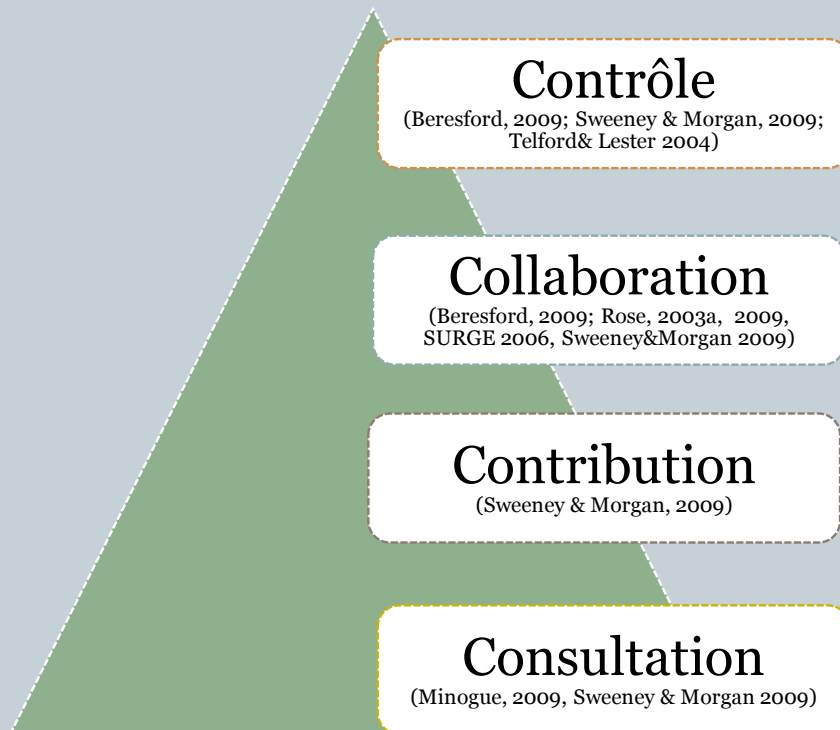 Contrôle
(Beresford, 2009; Sweeney & Morgan, 2009;
Telford& Lester 2004)
Collaboration
(Beresford, 2009; Rose, 2003a,  2009,
SURGE 2006, Sweeney&Morgan 2009)
Contribution
(Sweeney & Morgan, 2009)
Consultation
(Minogue, 2009, Sweeney & Morgan 2009)